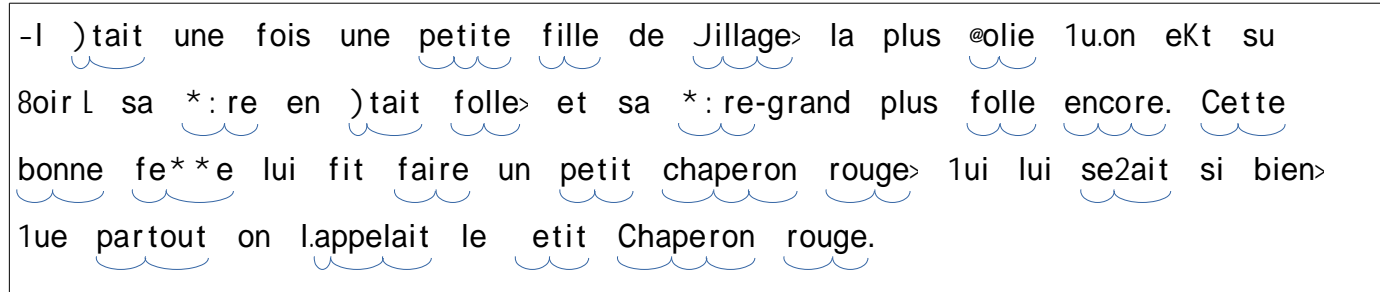 -l )tait une fois une petite fille de Jillage> la plus @olie 1u.on eKt su
8oir L sa *:re en )tait folle> et sa *:re-grand plus folle encore. Cette
bonne fe**e lui fit faire un petit chaperon rouge> 1ui lui se2ait si bien>
1ue partout on l.appelait le etit Chaperon rouge.